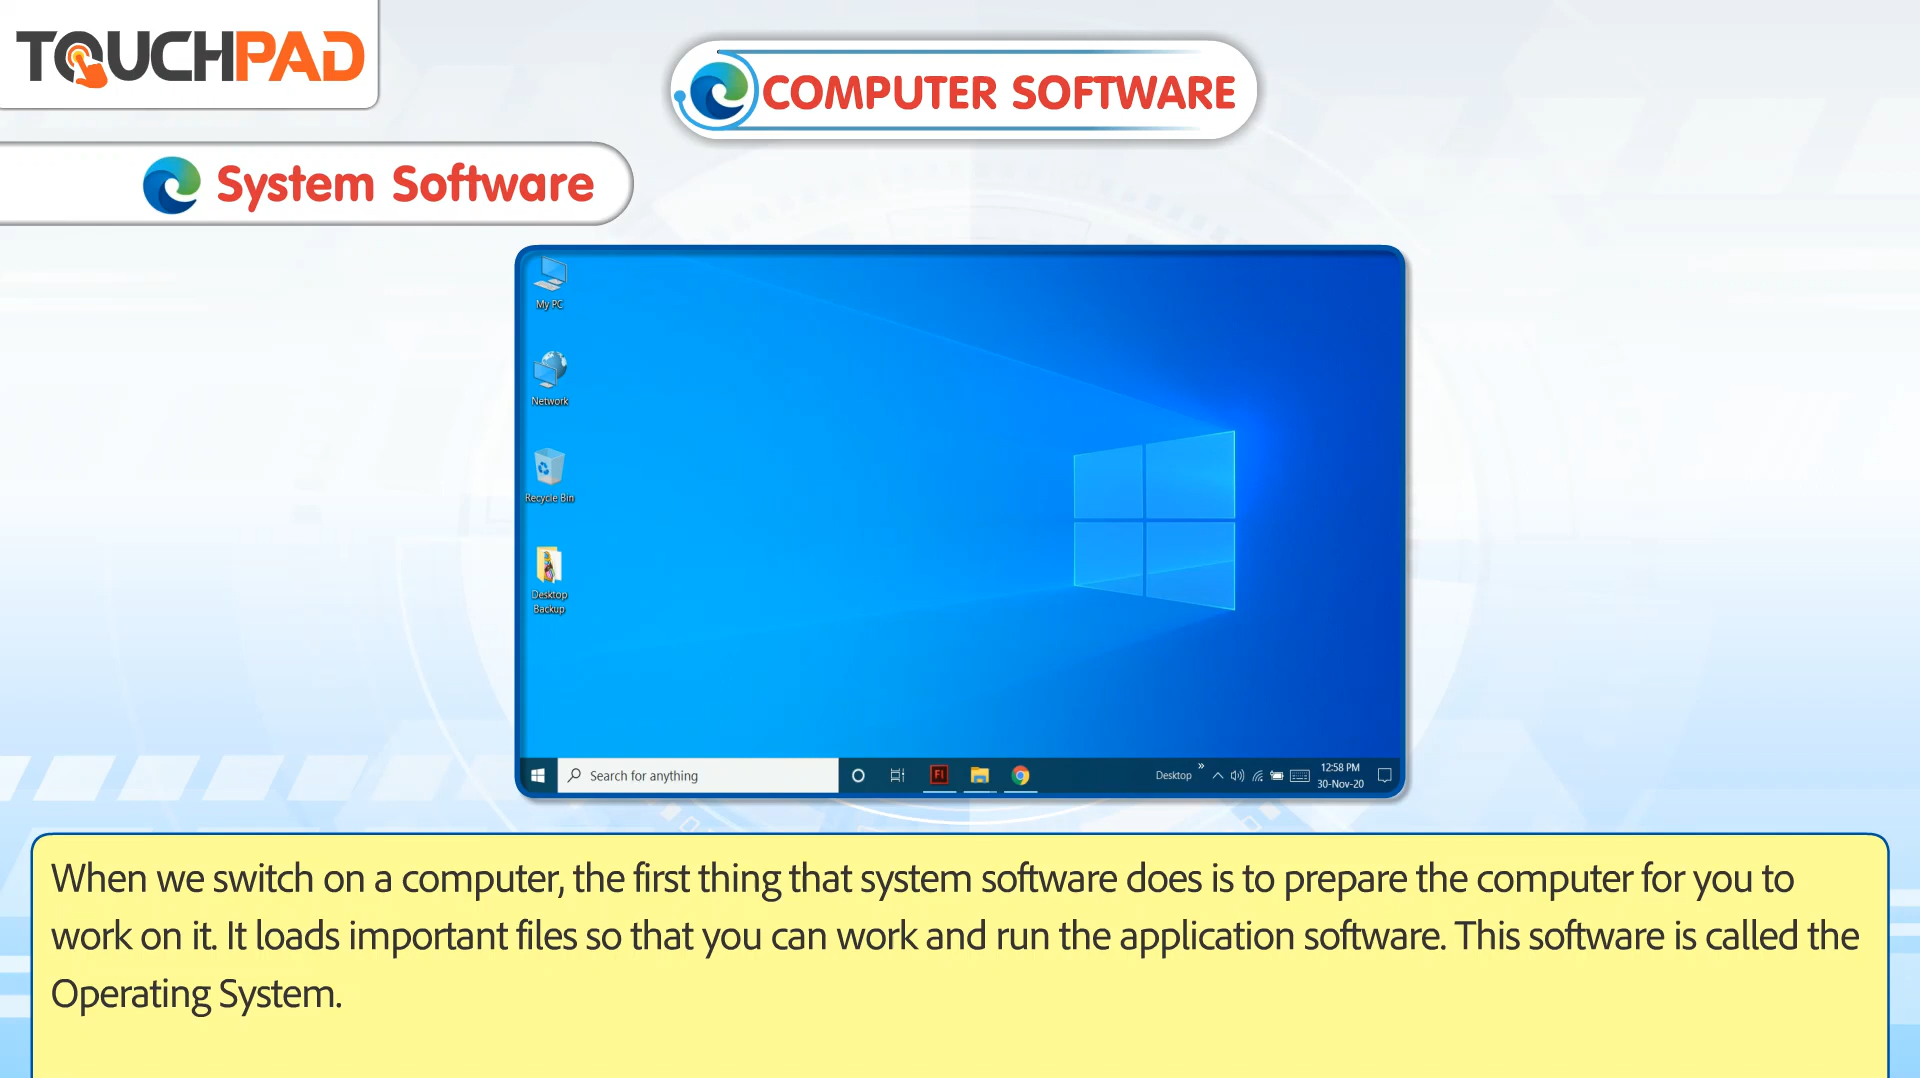 TOUCHPAD
COMPUTER SOFTWARE
System Software
My PC
Network
Recycle Bin
Desktop
Backup
Search for anything
Fl
Desktop
»
12:58 PM
30-Nov-20
When we switch on a computer, the first thing that system software does is to prepare the computer for you to
work on it. It loads important files so that you can work and run the application software. This software is called the
Operating System.